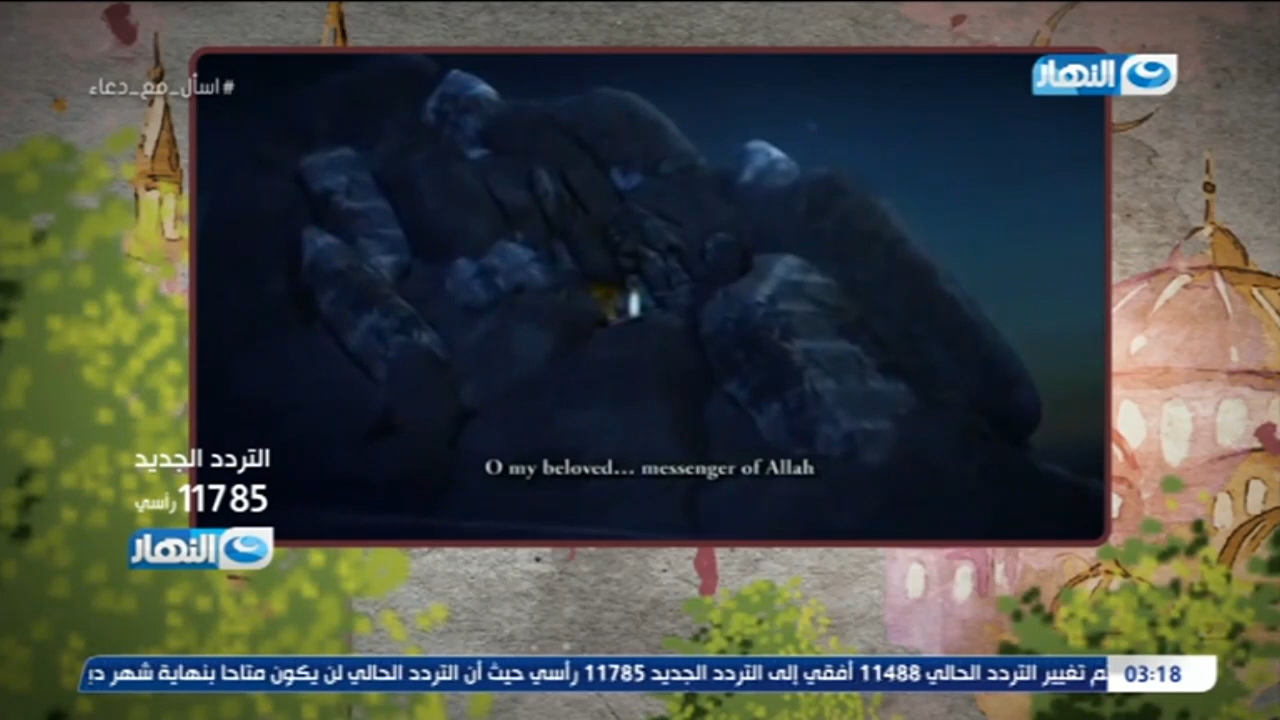 النهار
#اسأل_مع_دعاء
O my beloved... messenger of Allah
التردد الجديد
11785 رأسي
النهار
تم تغيير التردد الحالي 11488 أفقي إلى التردد الجديد 11785 رأسي حيث أن التردد الحالي لن يكون متاحا بنهاية شهر
03:18